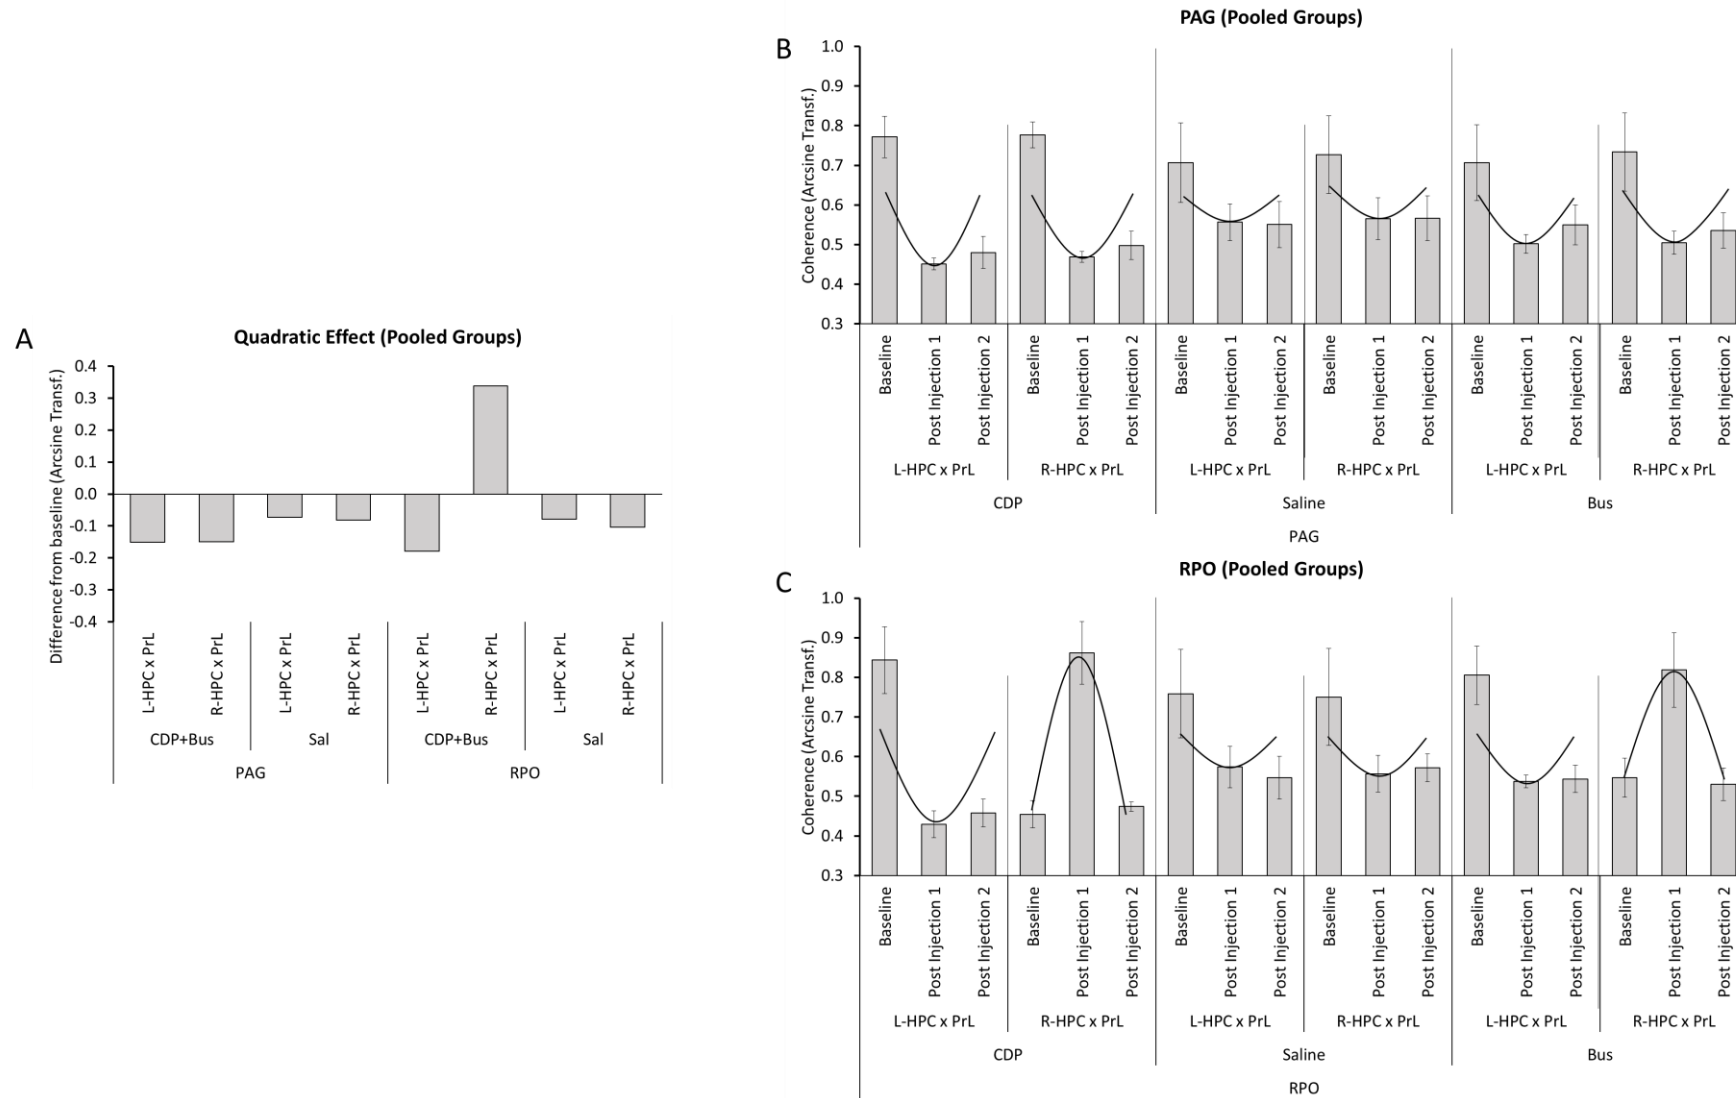 A
Quadratic Effect (Pooled Groups)
Difference from baseline (Arcsine Transf.)
0.4
0.3
0.2
0.1
0.0
-0.1
-0.2
-0.3
-0.4
L-HPC x PrL
R-HPC x PrL
L-HPC x PrL
R-HPC x PrL
L-HPC x PrL
R-HPC x PrL
L-HPC x PrL
R-HPC x PrL
CDP+Bus Sal CDP+Bus Sal
PAG RPO
B
PAG (Pooled Groups)
Coherence (Arcsine Transf.)
1.0
0.9
0.8
0.7
0.6
0.5
0.4
0.3
Baseline
Post Injection 1
Post Injection 2
Baseline
Post Injection 1
Post Injection 2
Baseline
Post Injection 1
Post Injection 2
Baseline
Post Injection 1
Post Injection 2
Baseline
Post Injection 1
Post Injection 2
Baseline
Post Injection 1
Post Injection 2
L-HPC x PrL R-HPC x PrL L-HPC x PrL R-HPC x PrL L-HPC x PrL R-HPC x PrL
CDP Saline Bus
PAG
C
RPO (Pooled Groups)
Coherence (Arcsine Transf.)
1.0
0.9
0.8
0.7
0.6
0.5
0.4
0.3
Baseline
Post Injection 1
Post Injection 2
Baseline
Post Injection 1
Post Injection 2
Baseline
Post Injection 1
Post Injection 2
Baseline
Post Injection 1
Post Injection 2
Baseline
Post Injection 1
Post Injection 2
Baseline
Post Injection 1
Post Injection 2
L-HPC x PrL R-HPC x PrL L-HPC x PrL R-HPC x PrL L-HPC x PrL R-HPC x PrL
CDP Saline Bus
RPO